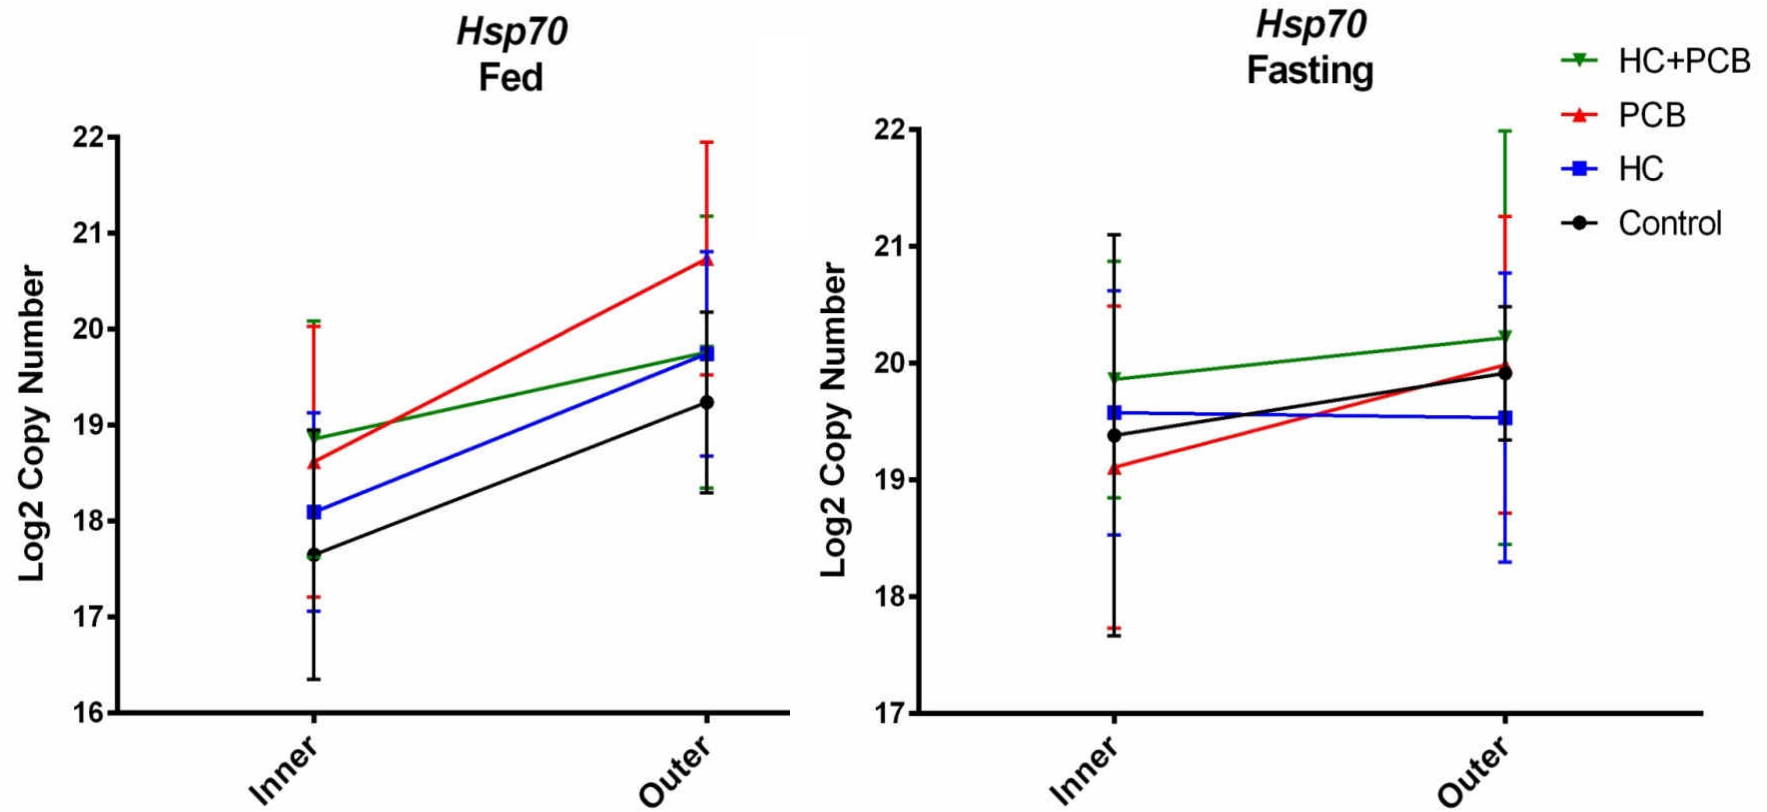 Hsp70
Fed
Log2 Copy Number
22
21
20
19
18
17
16
Inner
Outer
Hsp70
Fasting
Log2 Copy Number
22
21
20
19
18
17
Inner
Outer
HC+PCB
PCB
HC
Control